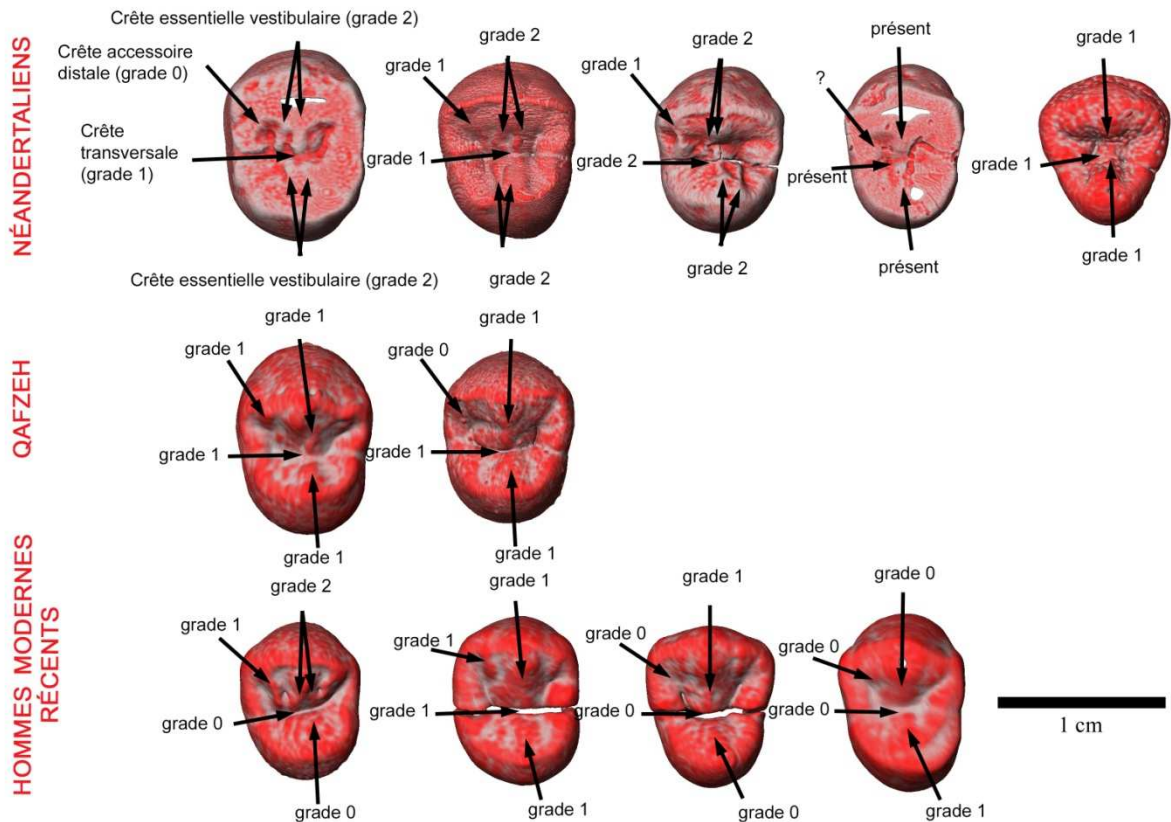 NÉANDERTALIENS
Crête essentielle vestibulaire (grade 2)
Crête accessoire
distale (grade 0)
Crête
transversale
(grade 1)
Crête essentielle vestibulaire (grade 2)
grade 2
grade 1
grade 1
grade 2
grade 2
grade 1
grade 2
grade 2
présent
?
présent
présent
grade 1
grade 1
grade 1
QAFZEH
grade 1
grade 1
grade 1
grade 1
grade 1
grade 0
grade 1
grade 1
HOMMES MODERNES
RÉCENTS
grade 2
grade 1
grade 0
grade 0
grade 1
grade 1
grade 1
grade 1
grade 1
grade 0
grade 0
grade 0
grade 0
grade 0
grade 0
grade 1
1 cm